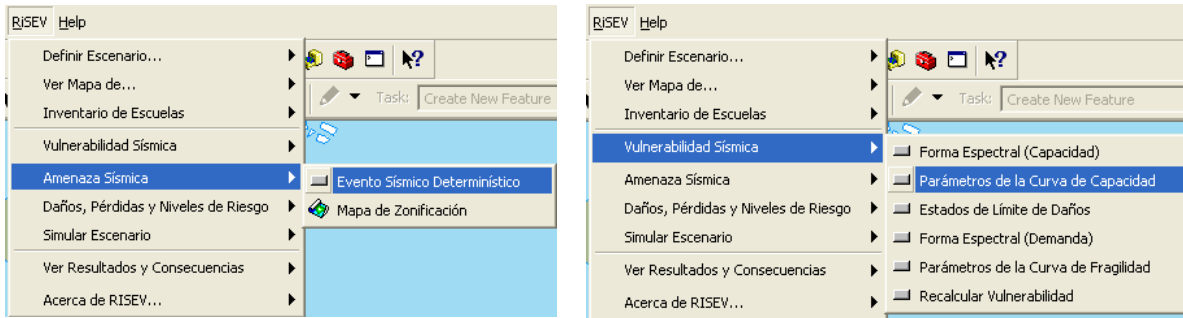 RiSEV Help
Definir Escenario...
Ver Mapa de...
Task: Create New Feature
Inventario de Escuelas
Vulnerabilidad Sísmica
Amenaza Sísmica
Evento Sísmico Determinístico
Daños, Pérdidas y Niveles de Riesgo
Mapa de Zonificación
Simular Escenario
Ver Resultados y Consecuencias
Acerca de RISEV...
RiSEV Help
Definir Escenario...
Ver Mapa de...
Task: Create New Feature
Inventario de Escuelas
Vulnerabilidad Sísmica
Forma Espectral (Capacidad)
Amenaza Sísmica
Parámetros de la Curva de Capacidad
Daños, Pérdidas y Niveles de Riesgo
Estados de Límite de Daños
Simular Escenario
Forma Espectral (Demanda)
Ver Resultados y Consecuencias
Parámetros de la Curva de Fragilidad
Acerca de RISEV...
Recalcular Vulnerabilidad